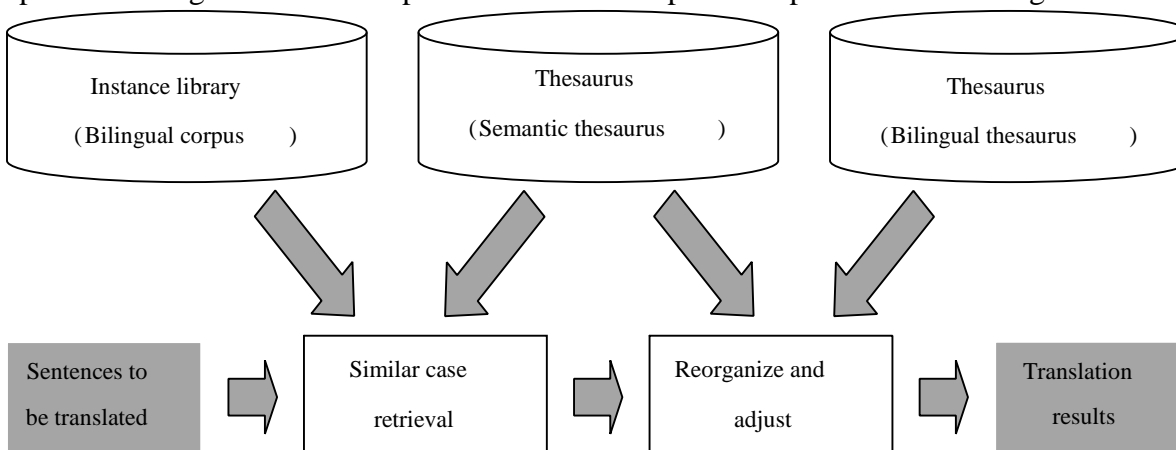 Instance library
(Bilingual corpus )
Thesaurus
(Semantic thesaurus )
Thesaurus
(Bilingual thesaurus )
Sentences to
be translated
Similar case
retrieval
Reorganize and
adjust
Translation
results